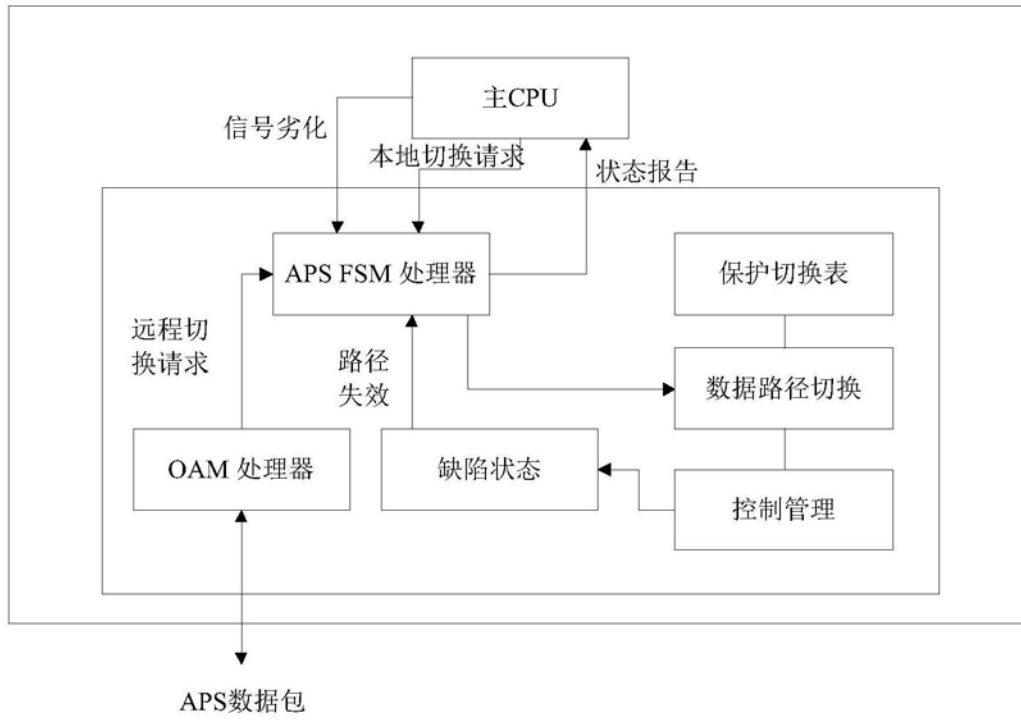 主CPU
信号劣化
本地切换请求
状态报告
APS FSM 处理器
保护切换表
远程切
换请求
路径
失效
数据路径切换
OAM 处理器
缺陷状态
控制管理
APS数据包